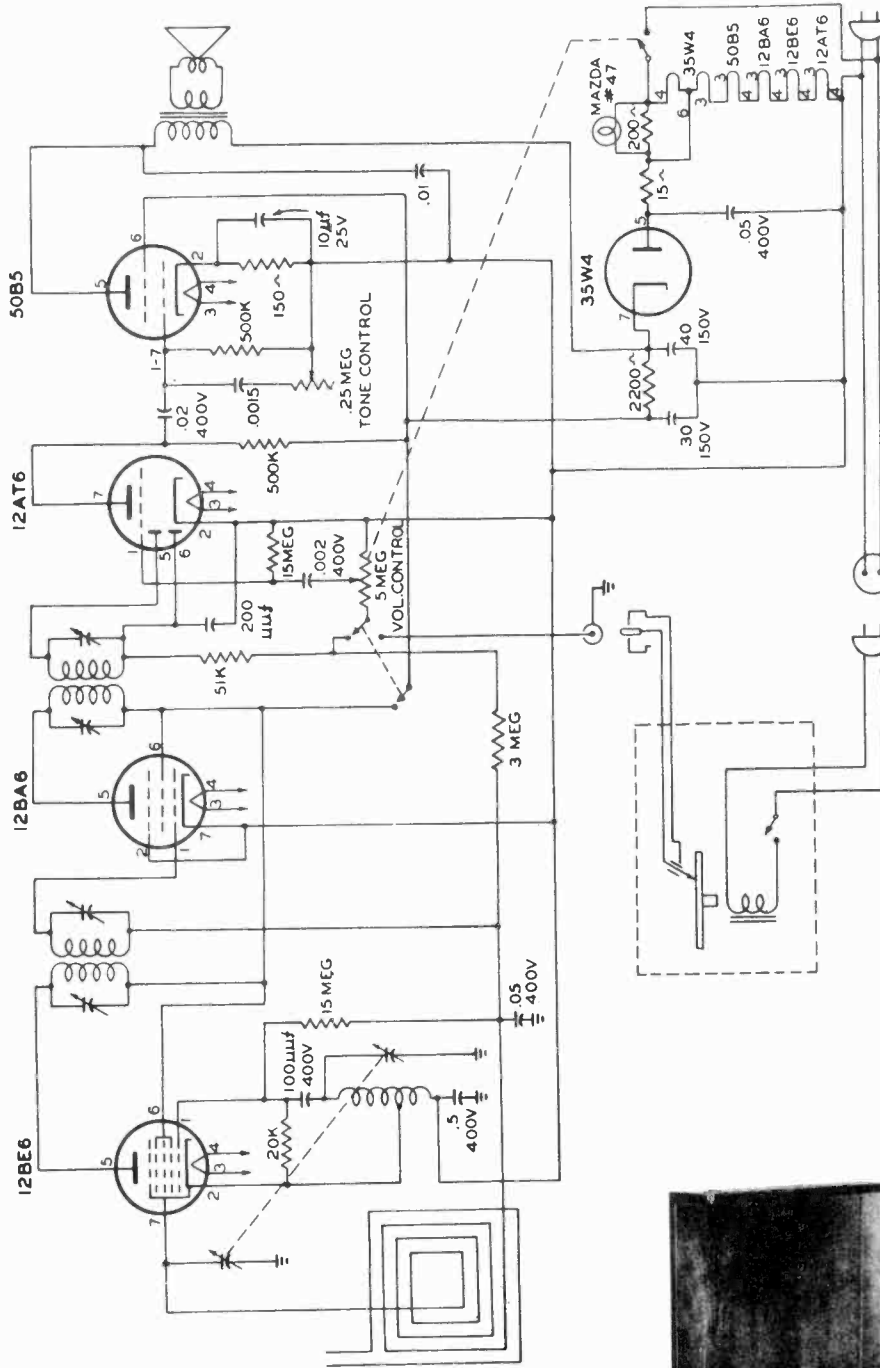 12BE6
12BA6
12AT6
50B5
5
6
7
1
2
3
4
20K
100µµf
400V
15 MEG
.5
400V
.05
400V
5
6
2
1
7
3
4
3 MEG
51K
200
µµf
7
1
5
6
2
3
4
15MEG
.002
400V
5 MEG
VOL.CONTROL
500K
.02
400V
.0015
.25 MEG
TONE CONTROL
5
6
1-7
2
3
4
500K
150~
10µf
25V
.01
35W4
7
5
2200~
30
150V
40
150V
.05
400V
15~
200~
MAZDA
#47
6
4
35W4
3
3
50B5
4
3
12BA6
4
3
12BE6
4
3
12AT6
4